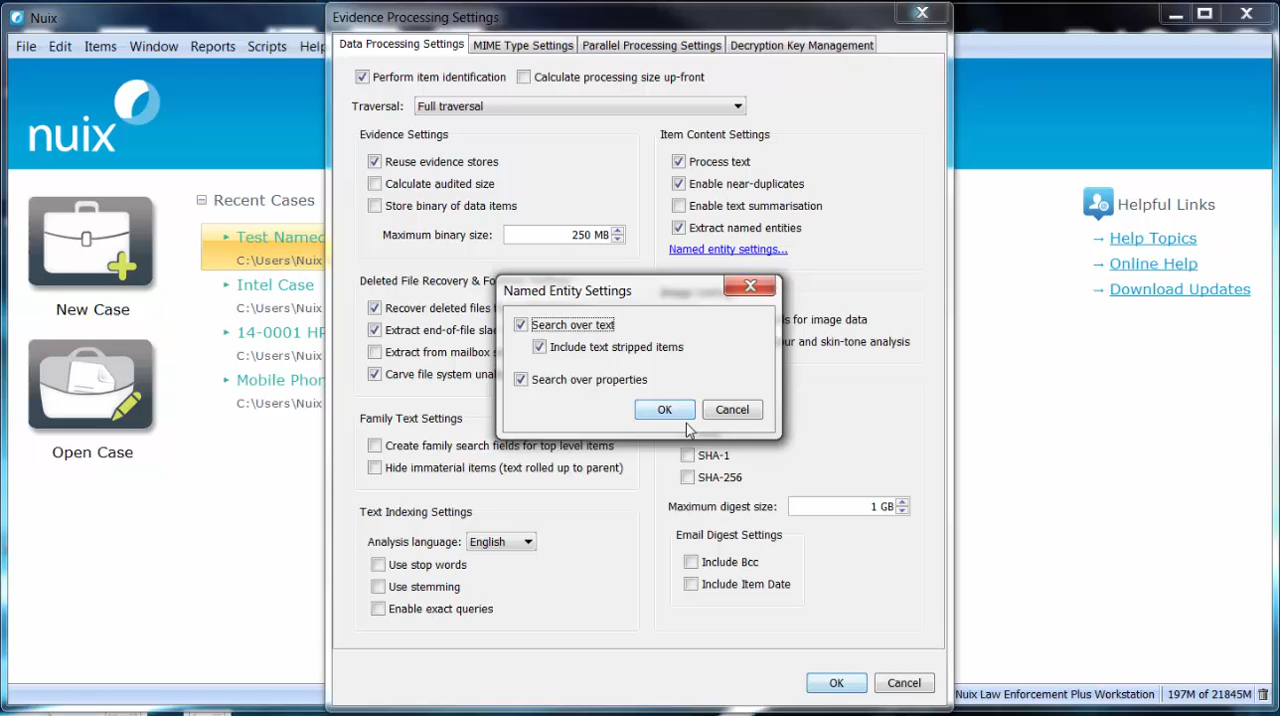 Nuix
File Edit Items Window Reports Scripts Help
nuix
New Case
Open Case
Recent Cases
Test Named
C:\Users\Nuix
Intel Case
C:\Users\Nuix
14-0001 HP
C:\Users\Nuix
Mobile Phon
C:\Users\Nuix
Evidence Processing Settings
Data Processing Settings MIME Type Settings Parallel Processing Settings Decryption Key Management
Perform item identification Calculate processing size up-front
Traversal: Full traversal
Evidence Settings
Reuse evidence stores
Calculate audited size
Store binary of data items
Maximum binary size: 250 MB
Deleted File Recovery & Fo
Recover deleted files
Extract end-of-file slac
Extract from mailbox s
Carve file system una
Family Text Settings
Create family search fields for top level items
Hide immaterial items (text rolled up to parent)
Text Indexing Settings
Analysis language: English
Use stop words
Use stemming
Enable exact queries
Item Content Settings
Process text
Enable near-duplicates
Enable text summarisation
Extract named entities
Named entity settings...
ls for image data
our and skin-tone analysis
SHA-1
SHA-256
Maximum digest size: 1 GB
Email Digest Settings
Include Bcc
Include Item Date
OK Cancel
Named Entity Settings
Search over text
Include text stripped items
Search over properties
OK Cancel
Helpful Links
→ Help Topics
→ Online Help
→ Download Updates
Nuix Law Enforcement Plus Workstation 197M of 21845M